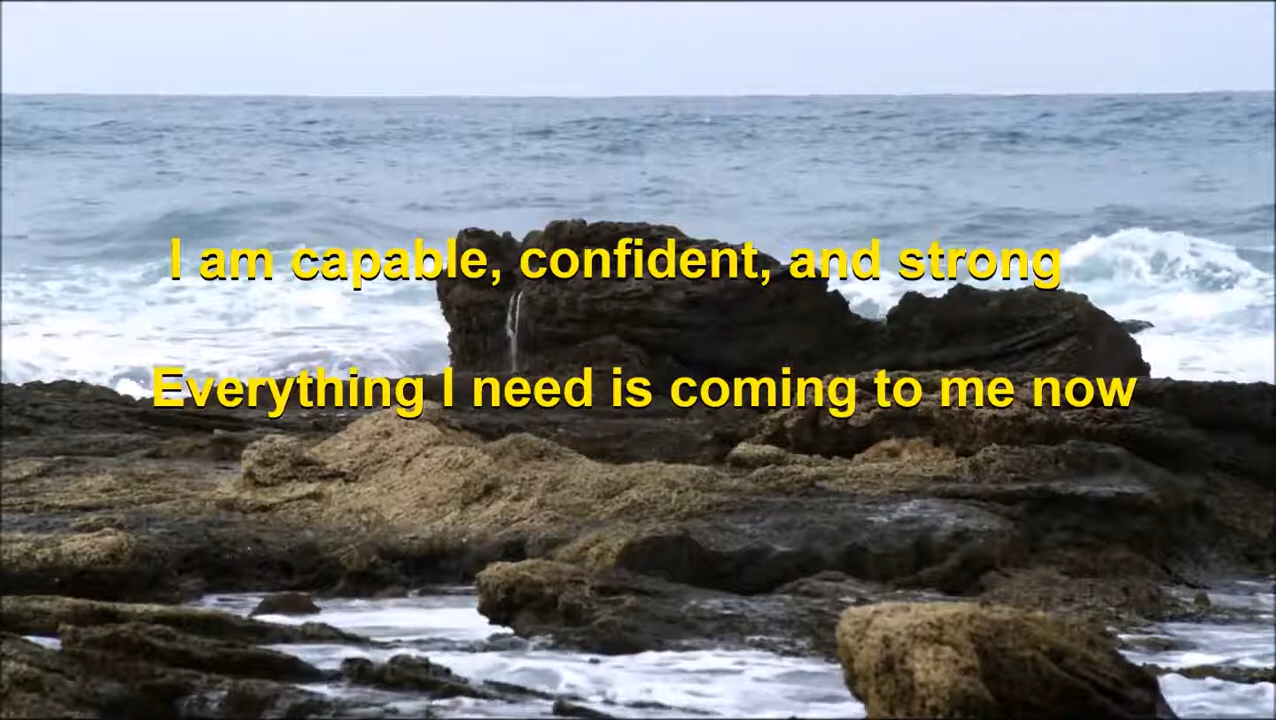 I am capable, confident, and strong
Everything I need is coming to me now